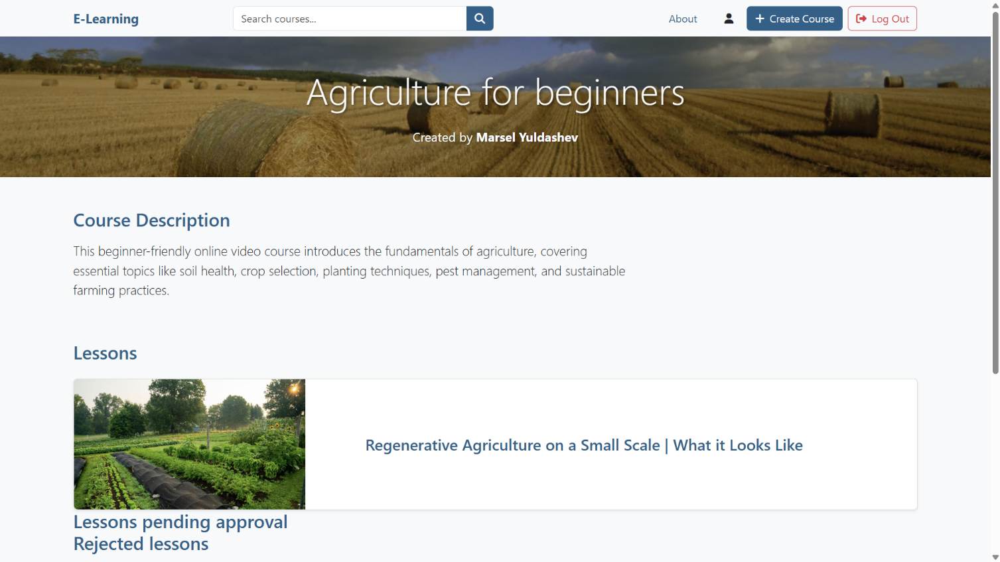 E-Learning
Search courses...
About
Create Course
Log Out
Agriculture for beginners
Created by Marsel Yuldashev
Course Description
This beginner-friendly online video course introduces the fundamentals of agriculture, covering
essential topics like soil health, crop selection, planting techniques, pest management, and sustainable
farming practices.
Lessons
Regenerative Agriculture on a Small Scale | What it Looks Like
Lessons pending approval
Rejected lessons